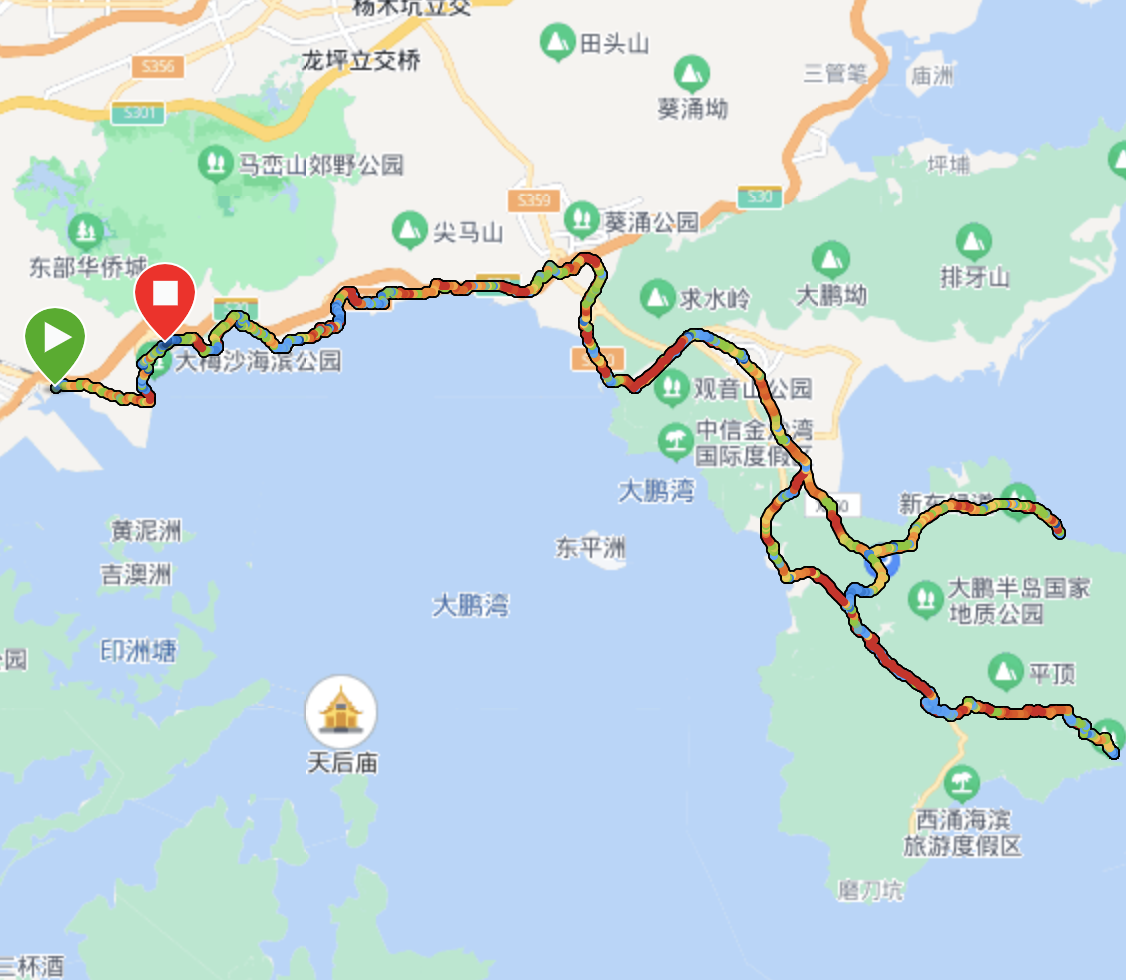 杨木坑立交
田头山
龙坪立交桥
S356
三管笔
庙洲
葵涌坳
S301
马峦山郊野公园
坪埔
S30
S359
葵涌公园
尖马山
东部华侨城
排牙山
大鹏坳
求水岭
大梅沙海滨公园
观音山公园
中信金
湾
国际度假区
大鹏湾
黄泥洲
东平洲
吉澳洲
大鹏湾
大鹏半岛国家
地质公园
印洲塘
公园
平顶
天后庙
西涌海滨
旅游度假区
磨刀坑
三杯酒